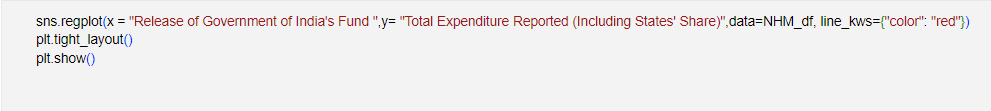 sns.regplot(x = "Release of Government of India's Fund ",y= "Total Expenditure Reported (Including States' Share)",data=NHM_df, line_kws={"color": "red"})
plt.tight_layout()
plt.show()